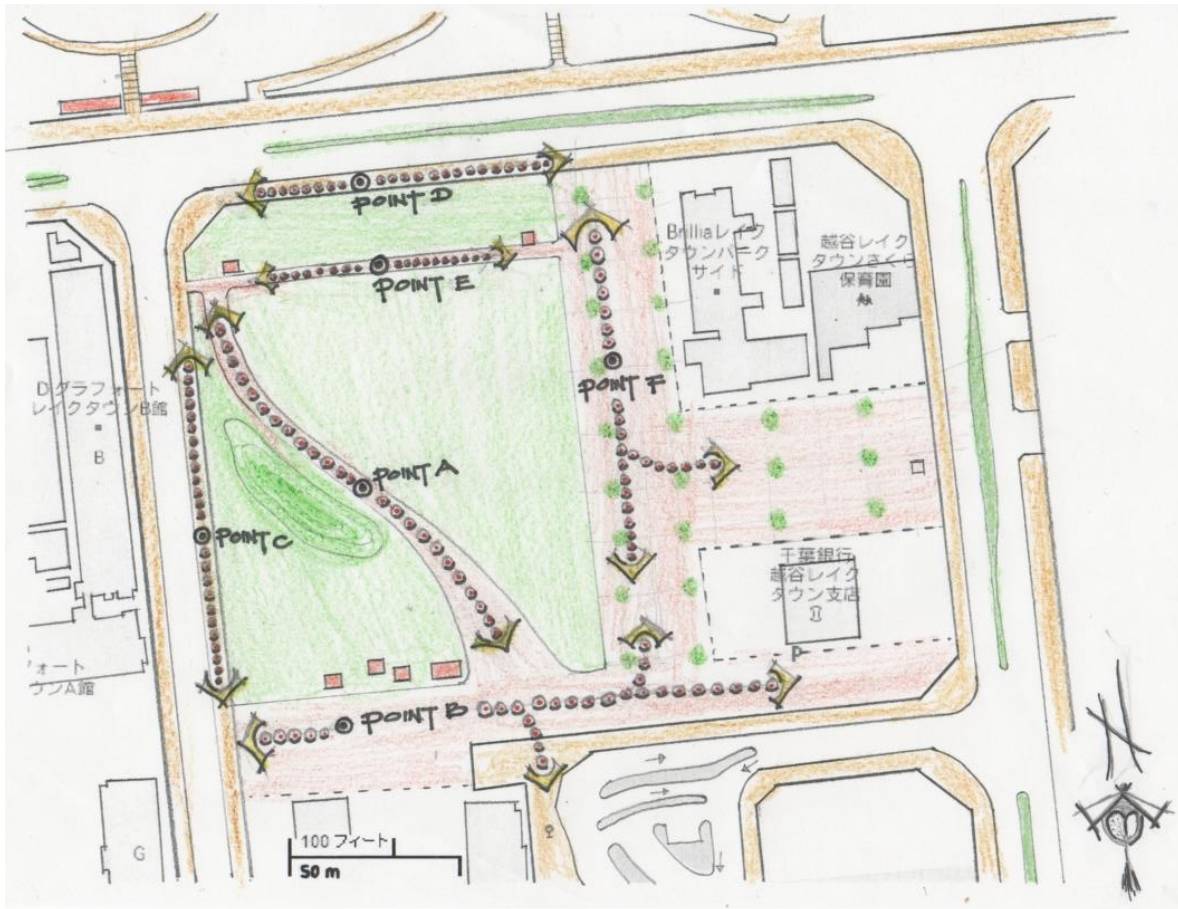 POINT D
Brilliaレイク
タウンパーク
サイド
越谷レイク
タウンさくら
保育園
POINT E
POINT F
Dグラフォート
レイクタウンB館
B
POINT A
POINT C
千葉銀行
越谷レイク
タウン支店
P
ォート
ウンA館
POINT B
100 フィート
50 m
G
N